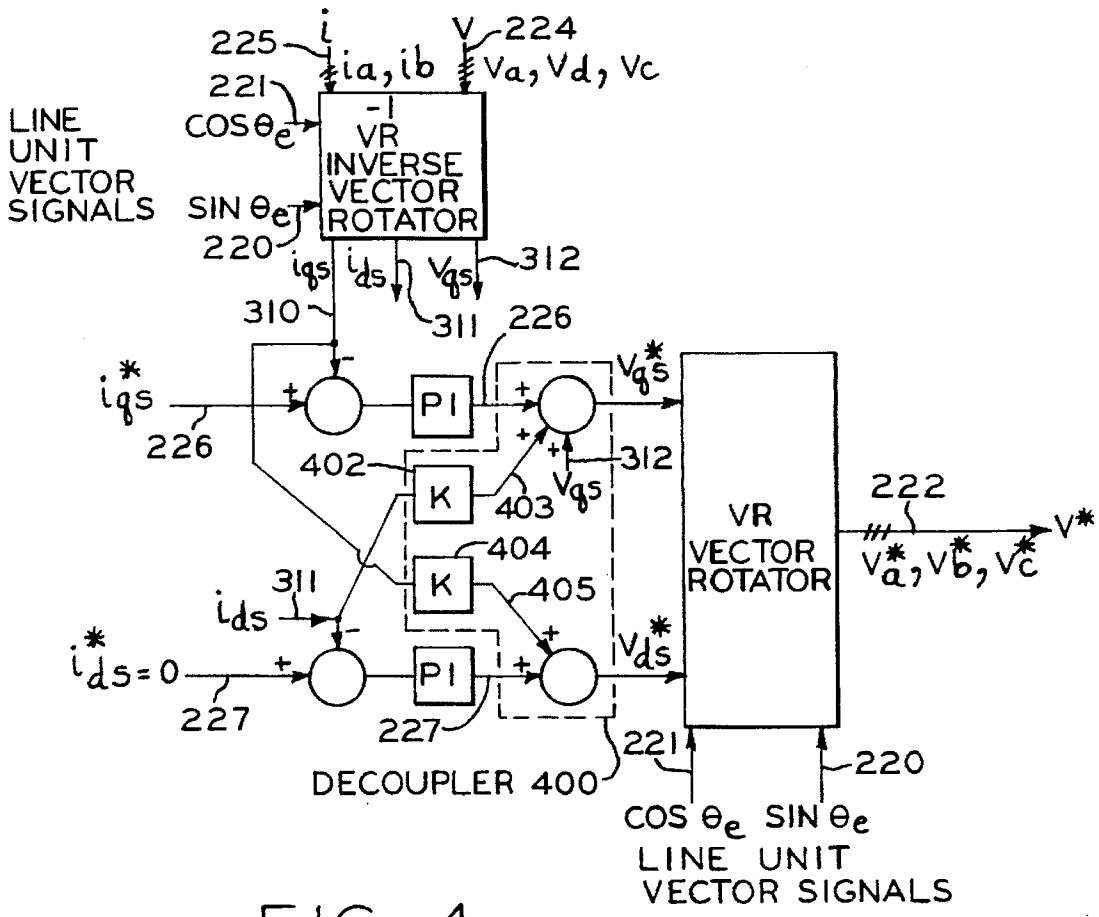 i
V
225
224
ia, ib
Va, Vd, Vc
221
LINE
UNIT
VECTOR
SIGNALS
COS θe
SIN θe
220
-1
VR
INVERSE
VECTOR
ROTATOR
iqs
ids
Vqs
312
310
311
226
iqs*
+
-
226
PI
+
+
+
Vqs*
312
Vqs
402
K
403
404
K
405
311
ids
ids*=0
+
-
227
PI
227
+
+
Vds*
DECOUPLER 400
VR
VECTOR
ROTATOR
222
V*
Va*, Vb*, Vc*
221
220
COS θe SIN θe
LINE UNIT
VECTOR SIGNALS